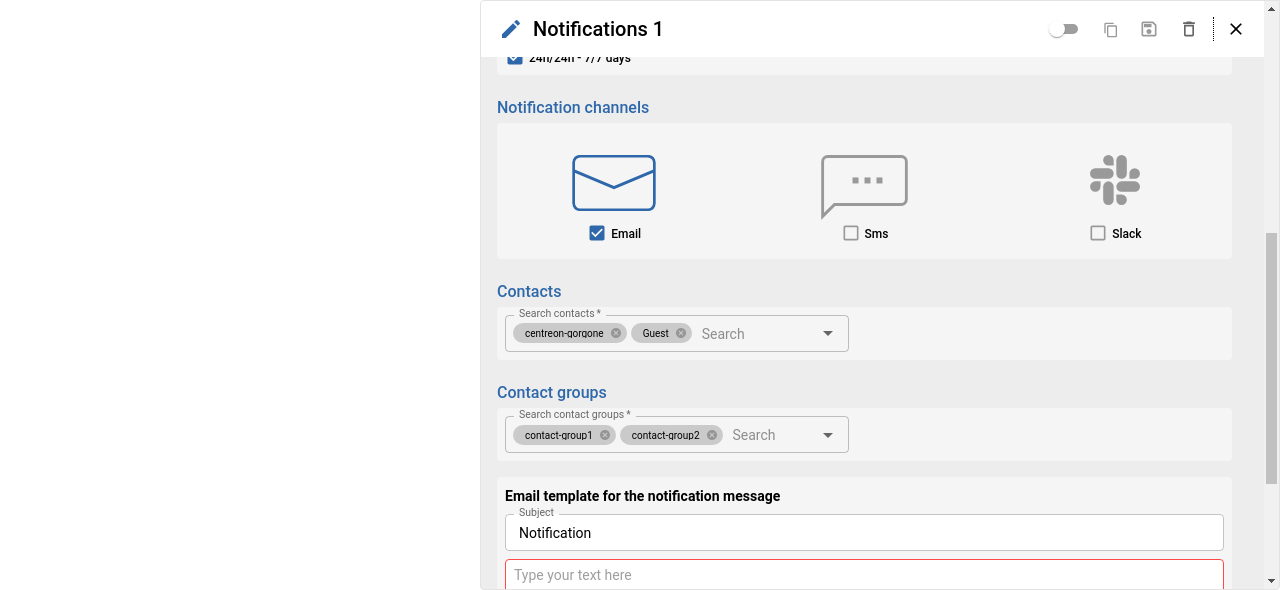 Notifications 1
24h/24h - 7/7 days
Notification channels
Email
Sms
Slack
Contacts
Search contacts *
centreon-gorgone
Guest
Search
Contact groups
Search contact groups *
contact-group1
contact-group2
Search
Email template for the notification message
Subject
Notification
Type your text here